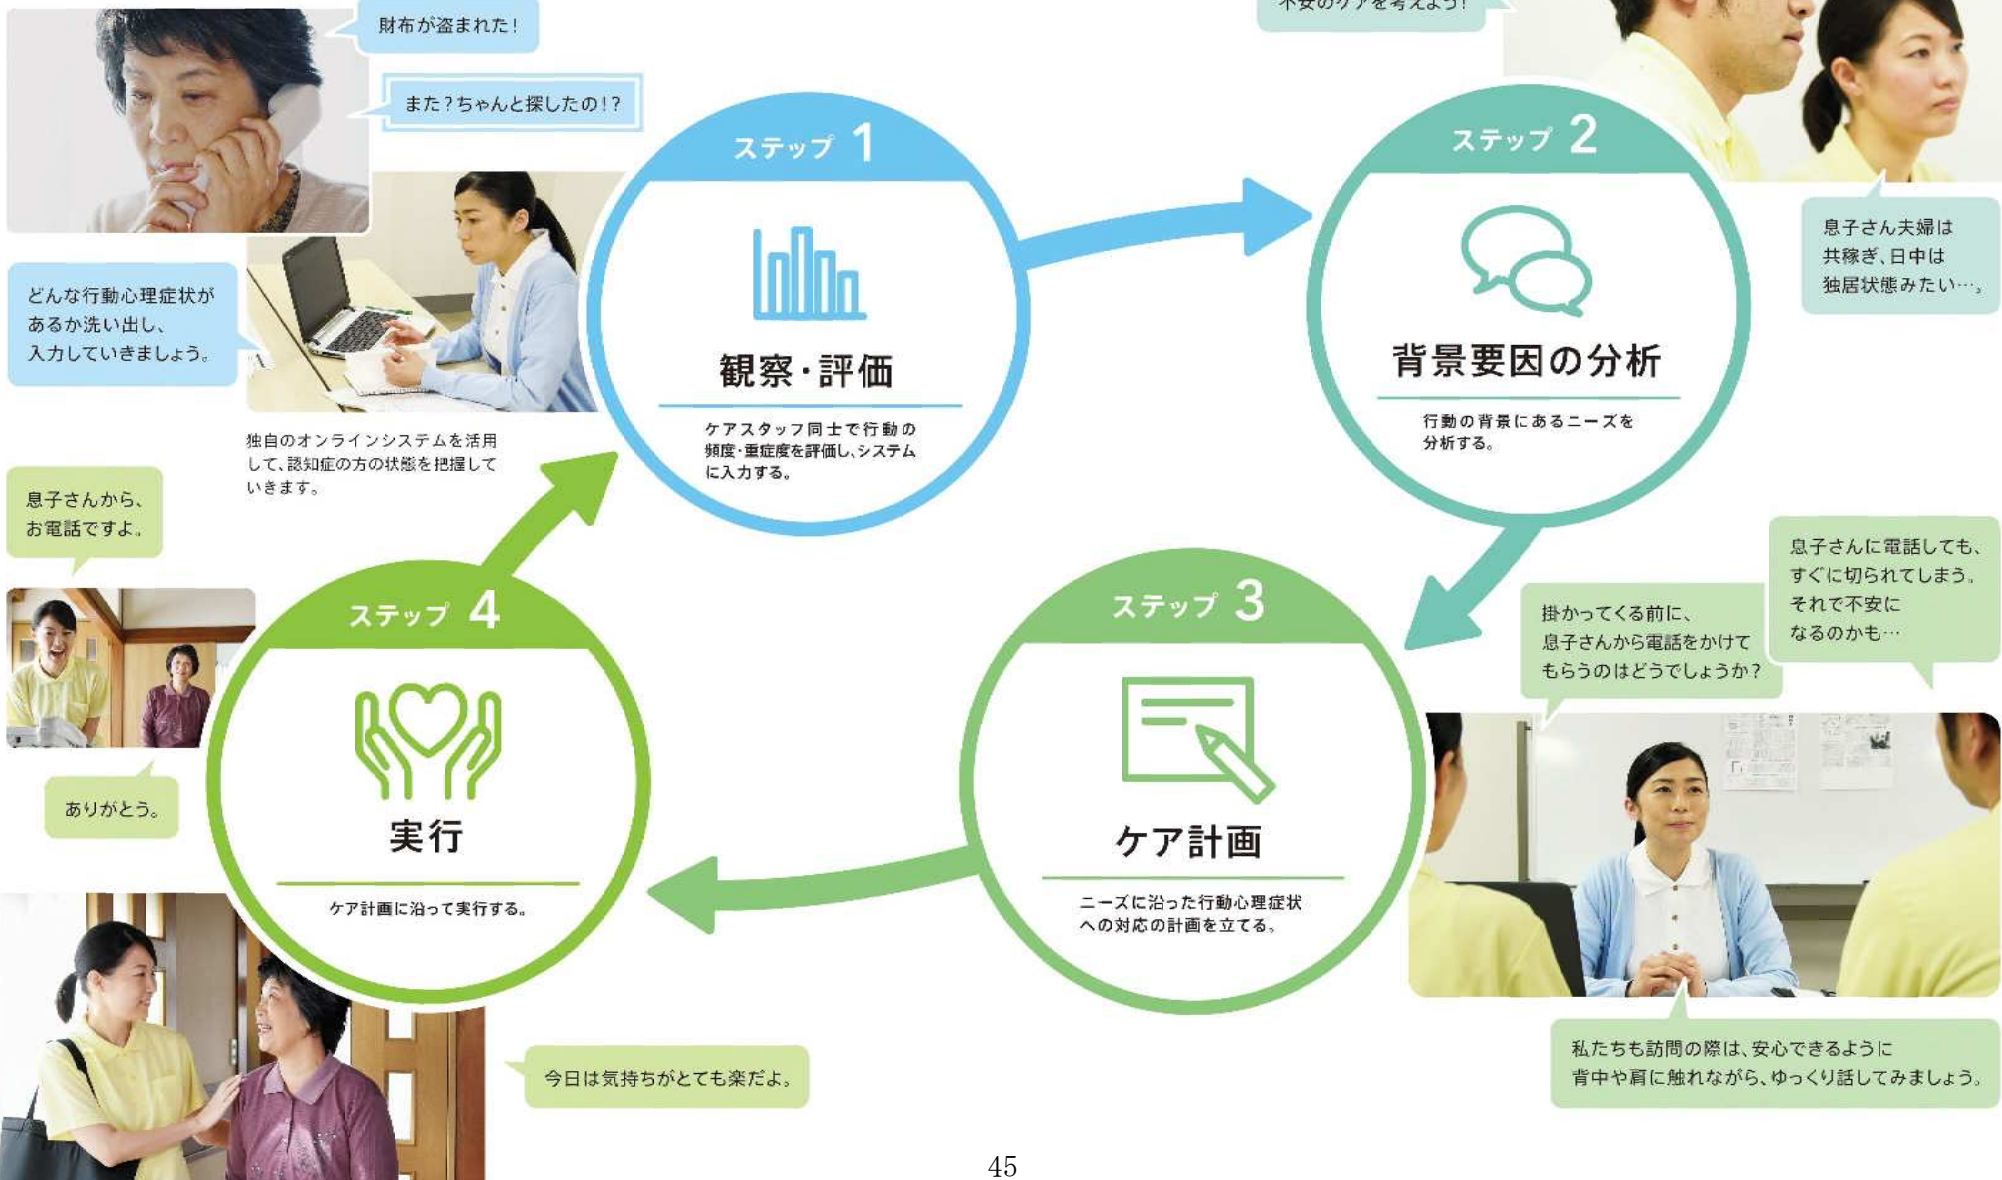 財布が盗まれた！
また？ちゃんと探したの！？
どんな行動心理症状が
あるか洗い出し、
入力していきましょう。
独自のオンラインシステムを活用
して、認知症の方の状態を把握して
いきます。
ステップ 1
観察・評価
ケアスタッフ同士で行動の
頻度・重症度を評価し、システム
に入力する。
不安のケアを考えよう！
ステップ 2
背景要因の分析
行動の背景にあるニーズを
分析する。
息子さん夫婦は
共稼ぎ、日中は
独居状態みたい…。
ステップ 3
ケア計画
ニーズに沿った行動心理症状
への対応の計画を立てる。
息子さんに電話しても、
すぐに切られてしまう。
それで不安に
なるのかも…
掛かってくる前に、
息子さんから電話をかけて
もらうのはどうでしょうか？
私たちも訪問の際は、安心できるように
背中や肩に触れながら、ゆっくり話してみましょう。
ステップ 4
実行
ケア計画に沿って実行する。
息子さんから、
お電話ですよ。
ありがとう。
今日は気持ちがとても楽だよ。
45